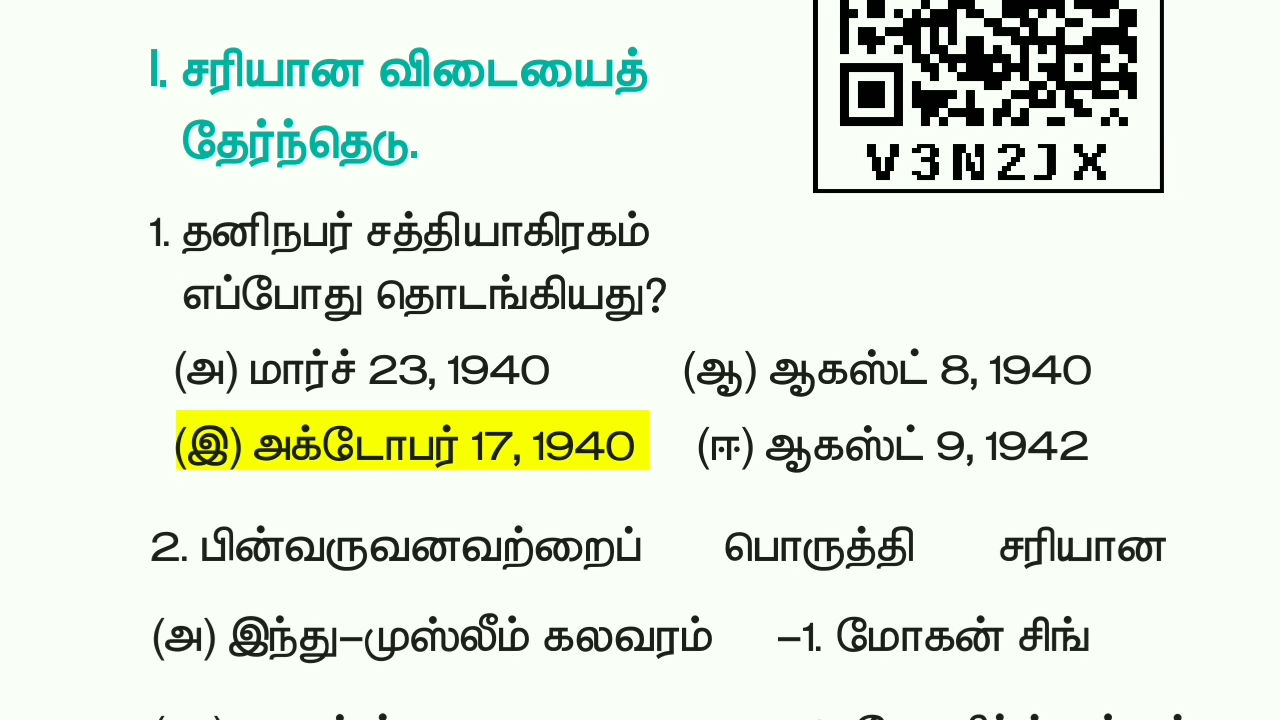 I. சரியான விடையைத்
தேர்ந்தெடு.
V3N2JX
1. தனிநபர் சத்தியாகிரகம்
எப்போது தொடங்கியது?
(அ) மார்ச் 23, 1940 (ஆ) ஆகஸ்ட் 8, 1940
(இ) அக்டோபர் 17, 1940 (ஈ) ஆகஸ்ட் 9, 1942
2. பின்வருவனவற்றைப் பொருத்தி சரியான
(அ) இந்து–முஸ்லீம் கலவரம் –1. மோகன் சிங்